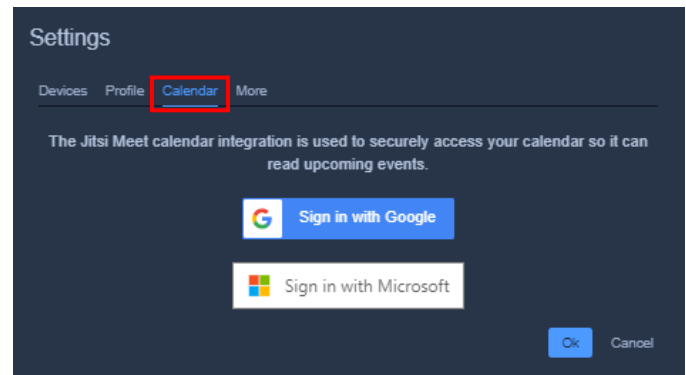 Settings
Devices Profile Calendar More
The Jitsi Meet calendar integration is used to securely access your calendar so it can
read upcoming events.
Sign in with Google
Sign in with Microsoft
Ok Cancel